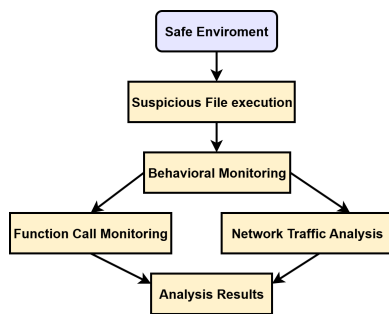 Safe Enviroment
Suspicious File execution
Behavioral Monitoring
Function Call Monitoring
Network Traffic Analysis
Analysis Results